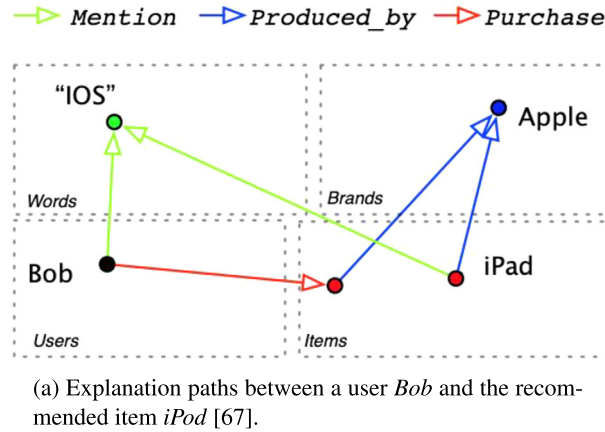 Mention Produced_by Purchase
“IOS” Apple
Words Brands
Bob iPad
Users Items
(a) Explanation paths between a user Bob and the recom-
mended item iPod [67].